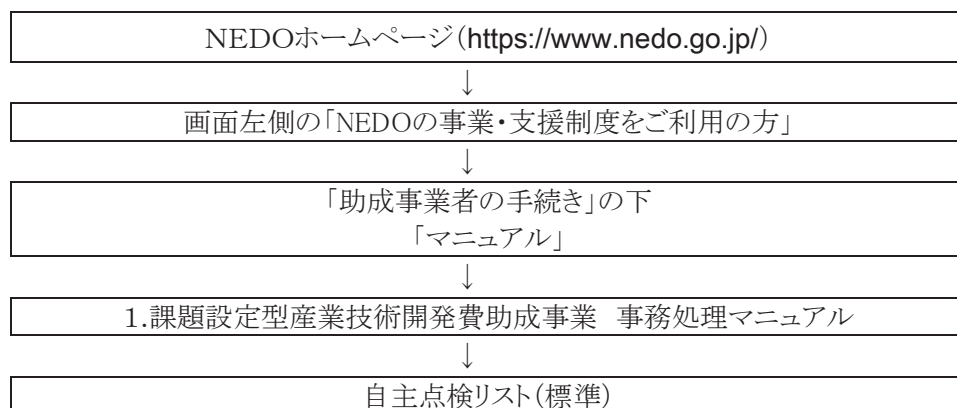 NEDOホームページ(https://www.nedo.go.jp/)
↓
画面左側の「NEDOの事業・支援制度をご利用の方」
↓
「助成事業者の手続き」の下
「マニュアル」
↓
1.課題設定型産業技術開発費助成事業　事務処理マニュアル
↓
自主点検リスト(標準)